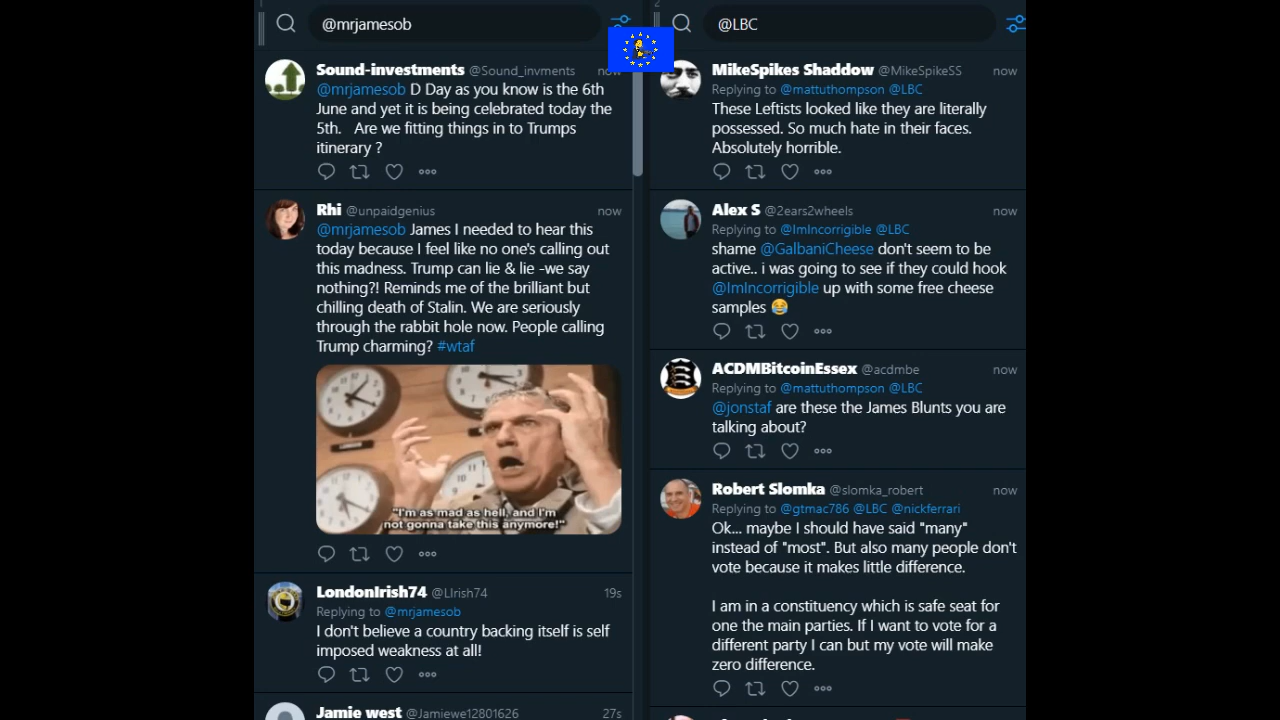 1
@mrjamesob
Sound-investments @Sound_invments now
@mrjamesob D Day as you know is the 6th
June and yet it is being celebrated today the
5th. Are we fitting things in to Trumps
itinerary ?
Rhi @unpaidgenius now
@mrjamesob James I needed to hear this
today because I feel like no one's calling out
this madness. Trump can lie & lie -we say
nothing?! Reminds me of the brilliant but
chilling death of Stalin. We are seriously
through the rabbit hole now. People calling
Trump charming? #wtaf
"I'm as mad as hell, and I'm
not gonna take this anymore!"
LondonIrish74 @LIrish74 19s
Replying to @mrjamesob
I don't believe a country backing itself is self
imposed weakness at all!
Jamie west @Jamiewe12801626 27s
2
@LBC
MikeSpikes Shadow @MikeSpikeSS now
Replying to @mattuthompson @LBC
These Leftists looked like they are literally
possessed. So much hate in their faces.
Absolutely horrible.
Alex S @2ears2wheels now
Replying to @ImIncorrigible @LBC
shame @GalbaniCheese don't seem to be
active.. i was going to see if they could hook
@ImIncorrigible up with some free cheese
samples 😂
ACDMBitcoinEssex @acdmbe now
Replying to @mattuthompson @LBC
@jonstaf are these the James Blunts you are
talking about?
Robert Slomka @slomka_robert now
Replying to @gtmac786 @LBC @nickferrari
Ok... maybe I should have said "many"
instead of "most". But also many people don't
vote because it makes little difference.
I am in a constituency which is safe seat for
one the main parties. If I want to vote for a
different party I can but my vote will make
zero difference.